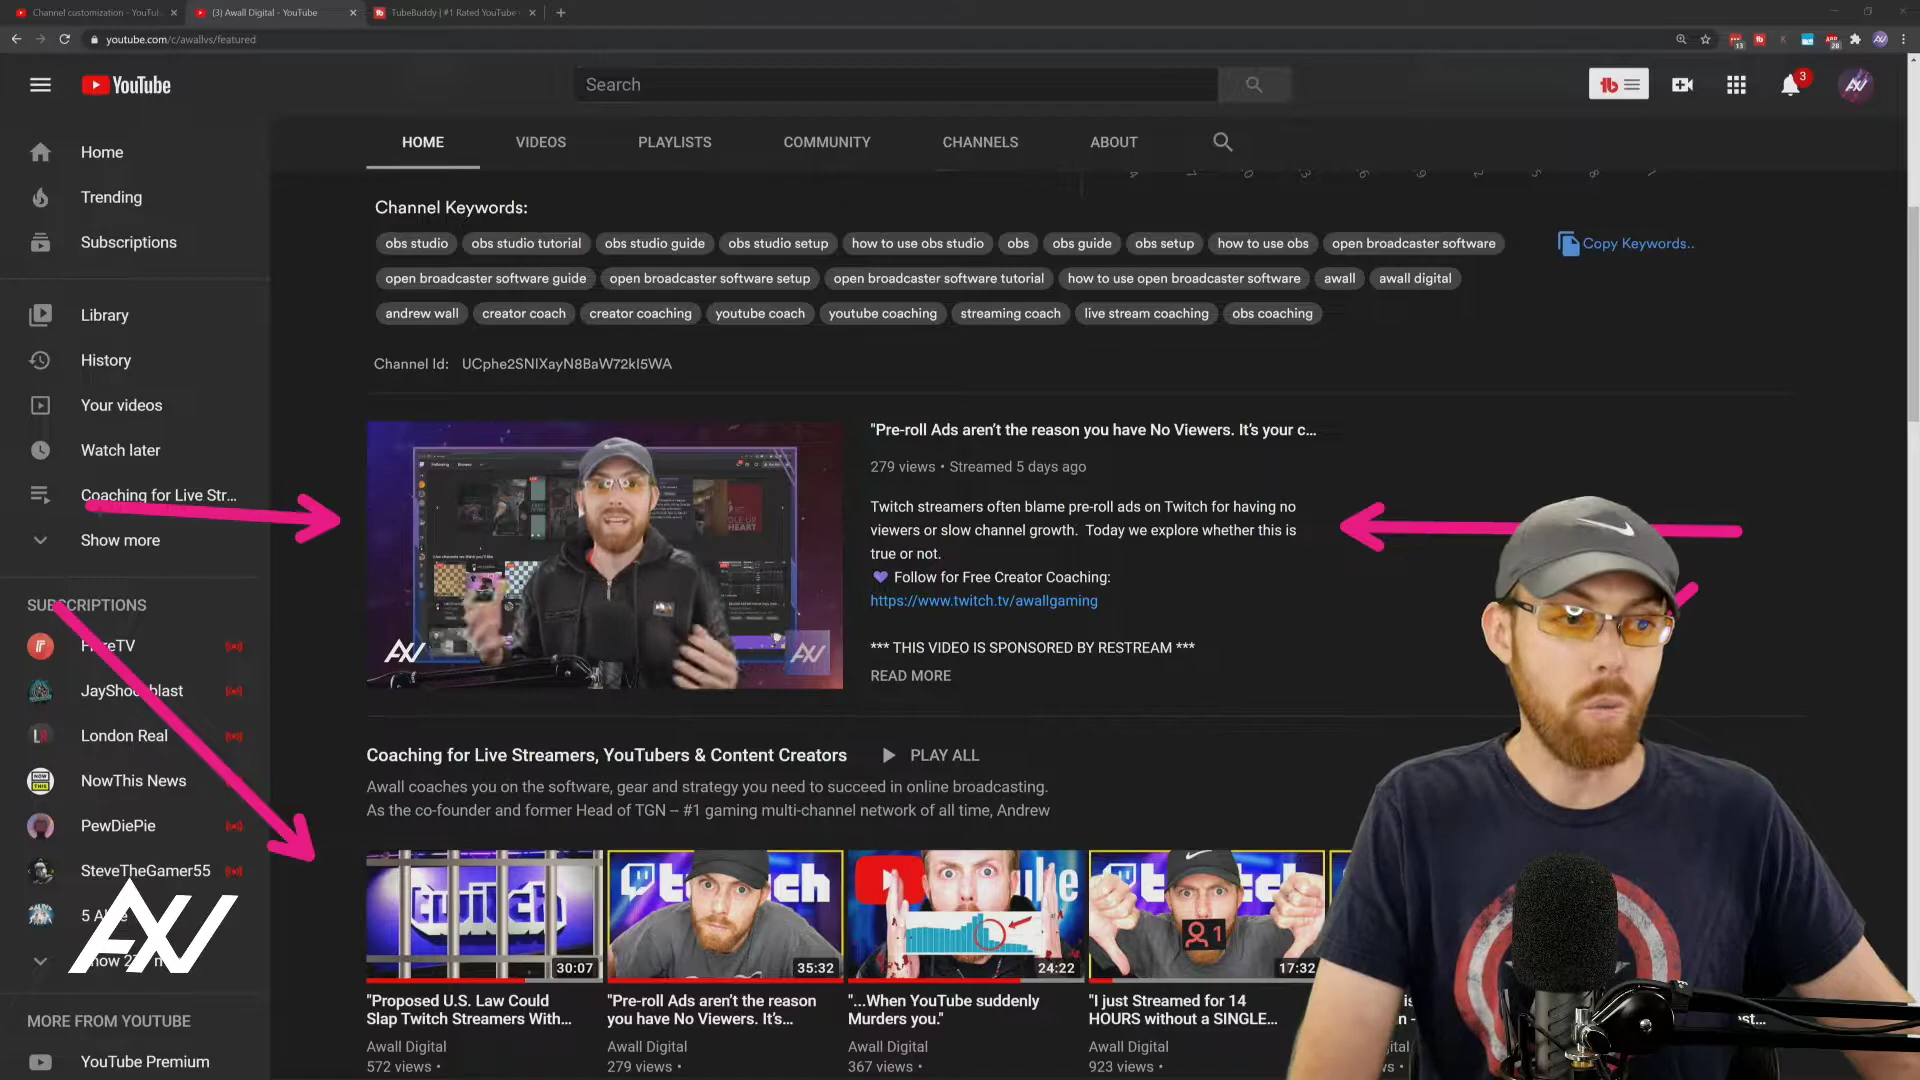 Channel customization - YouTu
(3) Awall Digital - YouTube
TubeBuddy | #1 Rated YouTube
youtube.com/c/awallvs/featured
YouTube
Search
3
HOME VIDEOS PLAYLISTS COMMUNITY CHANNELS ABOUT
Home
Trending
Subscriptions
Library
History
Your videos
Watch later
Coaching for Live Str...
Show more
SUBSCRIPTIONS
JayShockblast
London Real
NowThis News
PewDiePie
SteveTheGamer55
MORE FROM YOUTUBE
YouTube Premium
Channel Keywords:
obs studio obs studio tutorial obs studio guide obs studio setup how to use obs studio obs obs guide obs setup how to use obs open broadcaster software
Copy Keywords..
open broadcaster software guide open broadcaster software setup open broadcaster software tutorial how to use open broadcaster software awall awall digital
andrew wall creator coach creator coaching youtube coach youtube coaching streaming coach live stream coaching obs coaching
Channel Id: UCphe2SNIXayN8BaW72kI5WA
"Pre-roll Ads aren't the reason you have No Viewers. It's your c...
279 views • Streamed 5 days ago
Twitch streamers often blame pre-roll ads on Twitch for having no
viewers or slow channel growth. Today we explore whether this is
true or not.
💜 Follow for Free Creator Coaching:
https://www.twitch.tv/awallgaming
*** THIS VIDEO IS SPONSORED BY RESTREAM ***
READ MORE
Coaching for Live Streamers, YouTubers & Content Creators
PLAY ALL
Awall coaches you on the software, gear and strategy you need to succeed in online broadcasting.
As the co-founder and former Head of TGN -- #1 gaming multi-channel network of all time, Andrew
twitch
30:07
35:32
24:22
1
17:32
"Proposed U.S. Law Could
Slap Twitch Streamers With...
Awall Digital
572 views •
"Pre-roll Ads aren't the reason
you have No Viewers. It's...
Awall Digital
279 views •
"...When YouTube suddenly
Murders you."
Awall Digital
367 views •
"I just Streamed for 14
HOURS without a SINGLE...
Awall Digital
923 views •